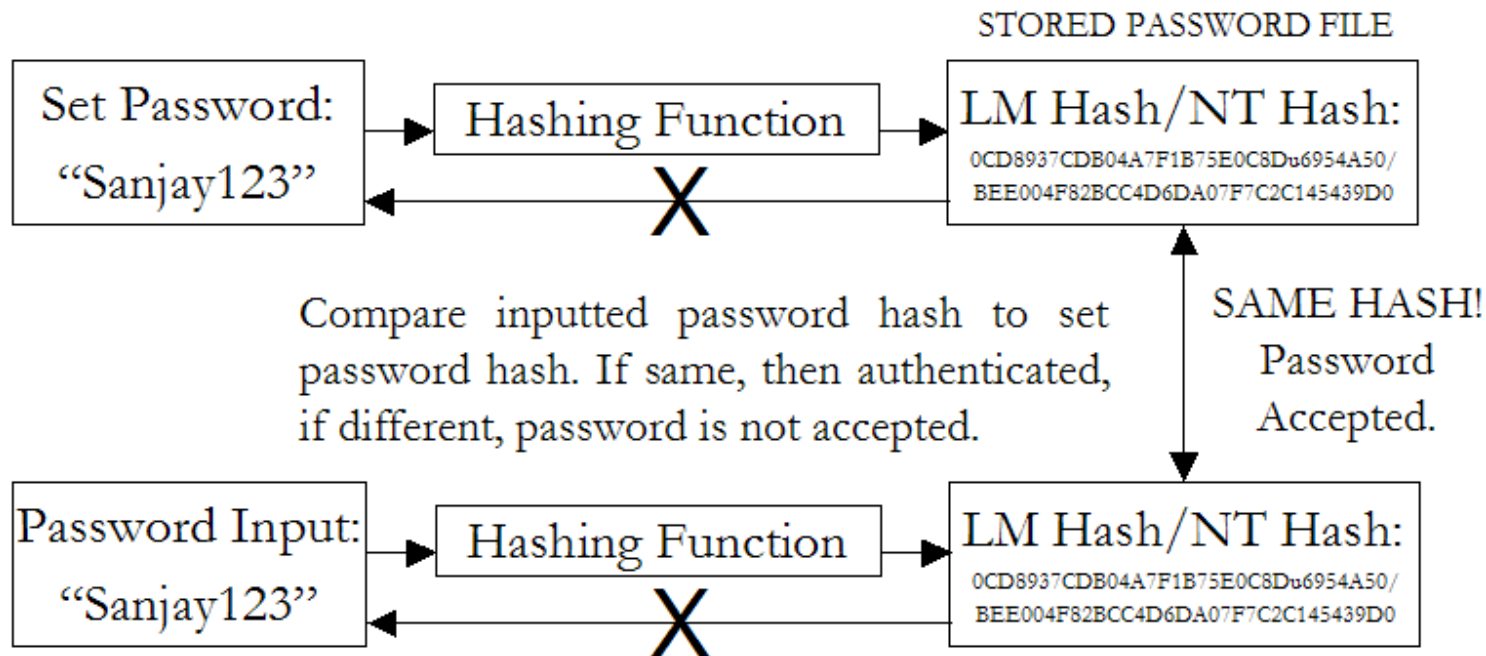 STORED PASSWORD FILE
Set Password:
“Sanjay123”
Hashing Function
LM Hash/NT Hash:
0CD8937CDB04A7F1B75E0C8Du6954A50/
BEE004F82BCC4D6DA07F7C2C145439D0
X
Compare inputted password hash to set
password hash. If same, then authenticated,
if different, password is not accepted.
SAME HASH!
Password
Accepted.
Password Input:
“Sanjay123”
Hashing Function
LM Hash/NT Hash:
0CD8937CDB04A7F1B75E0C8Du6954A50/
BEE004F82BCC4D6DA07F7C2C145439D0
X